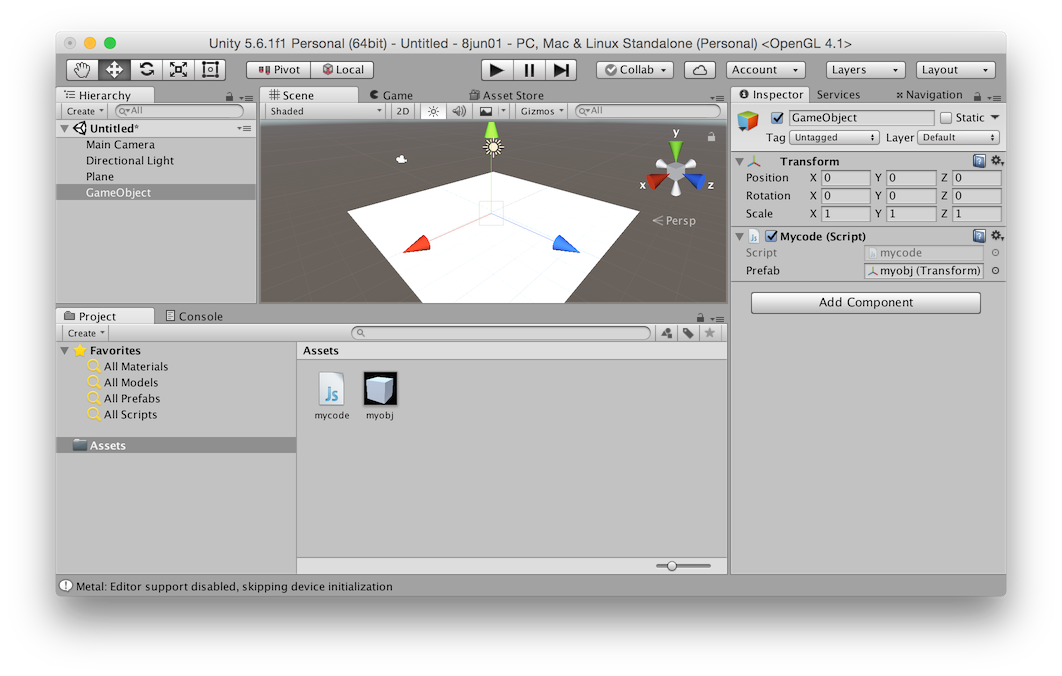 Unity 5.6.1f1 Personal (64bit) - Untitled - 8jun01 - PC, Mac & Linux Standalone (Personal) <OpenGL 4.1>
Pivot Local Collab Account Layers Layout
Hierarchy
Create All
Untitled*
Main Camera
Directional Light
Plane
GameObject
Scene Game Asset Store
Shaded 2D Gizmos All
y
x
z
Persp
Inspector Services Navigation
GameObject Static
Tag Untagged Layer Default
Transform
Position X 0 Y 0 Z 0
Rotation X 0 Y 0 Z 0
Scale X 1 Y 1 Z 1
Mycode (Script)
Script mycode
Prefab myobj (Transform)
Add Component
Project Console
Create
Favorites
All Materials
All Models
All Prefabs
All Scripts
Assets
Assets
Js
mycode myobj
Metal: Editor support disabled, skipping device initialization